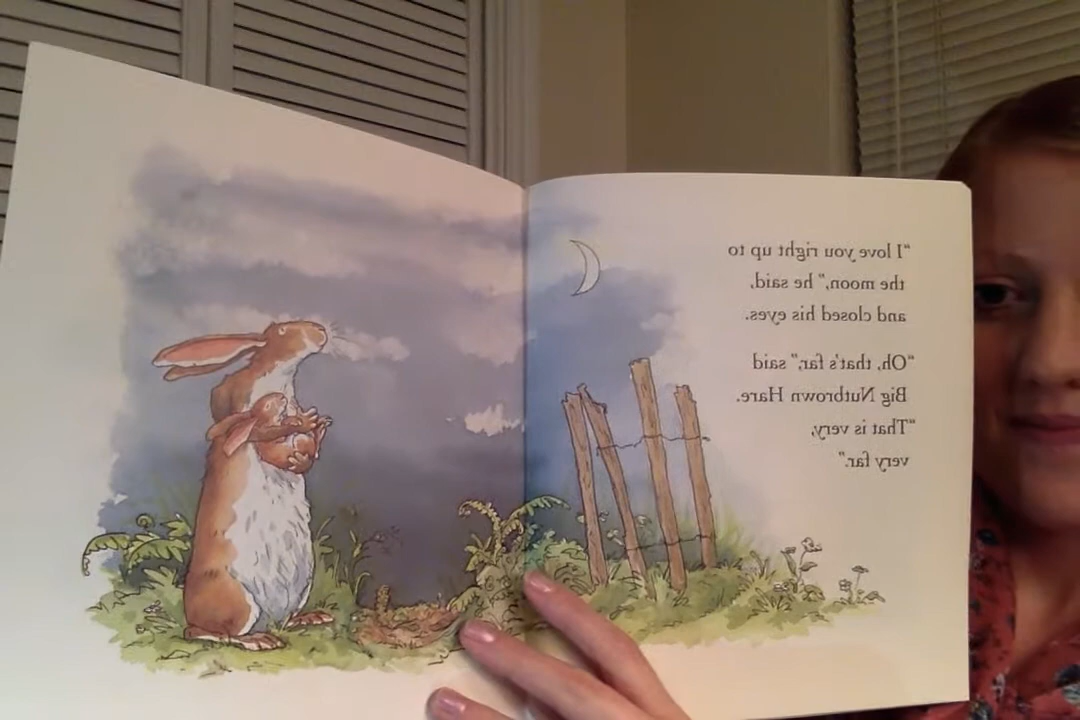 "I love you right up to
the moon," he said,
and closed his eyes.
"Oh, that's far," said
Big Nutbrown Hare.
"That is very,
very far."